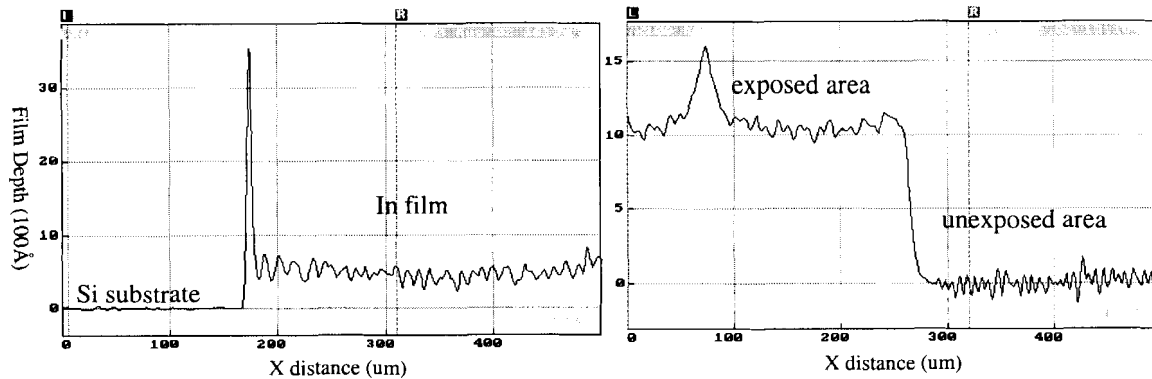 L R
Film Depth (100Å)
30
20
10
0
In film
Si substrate
0 100 200 300 400
X distance (um)
L R
15
10
5
0
exposed area
unexposed area
0 100 200 300 400
X distance (um)